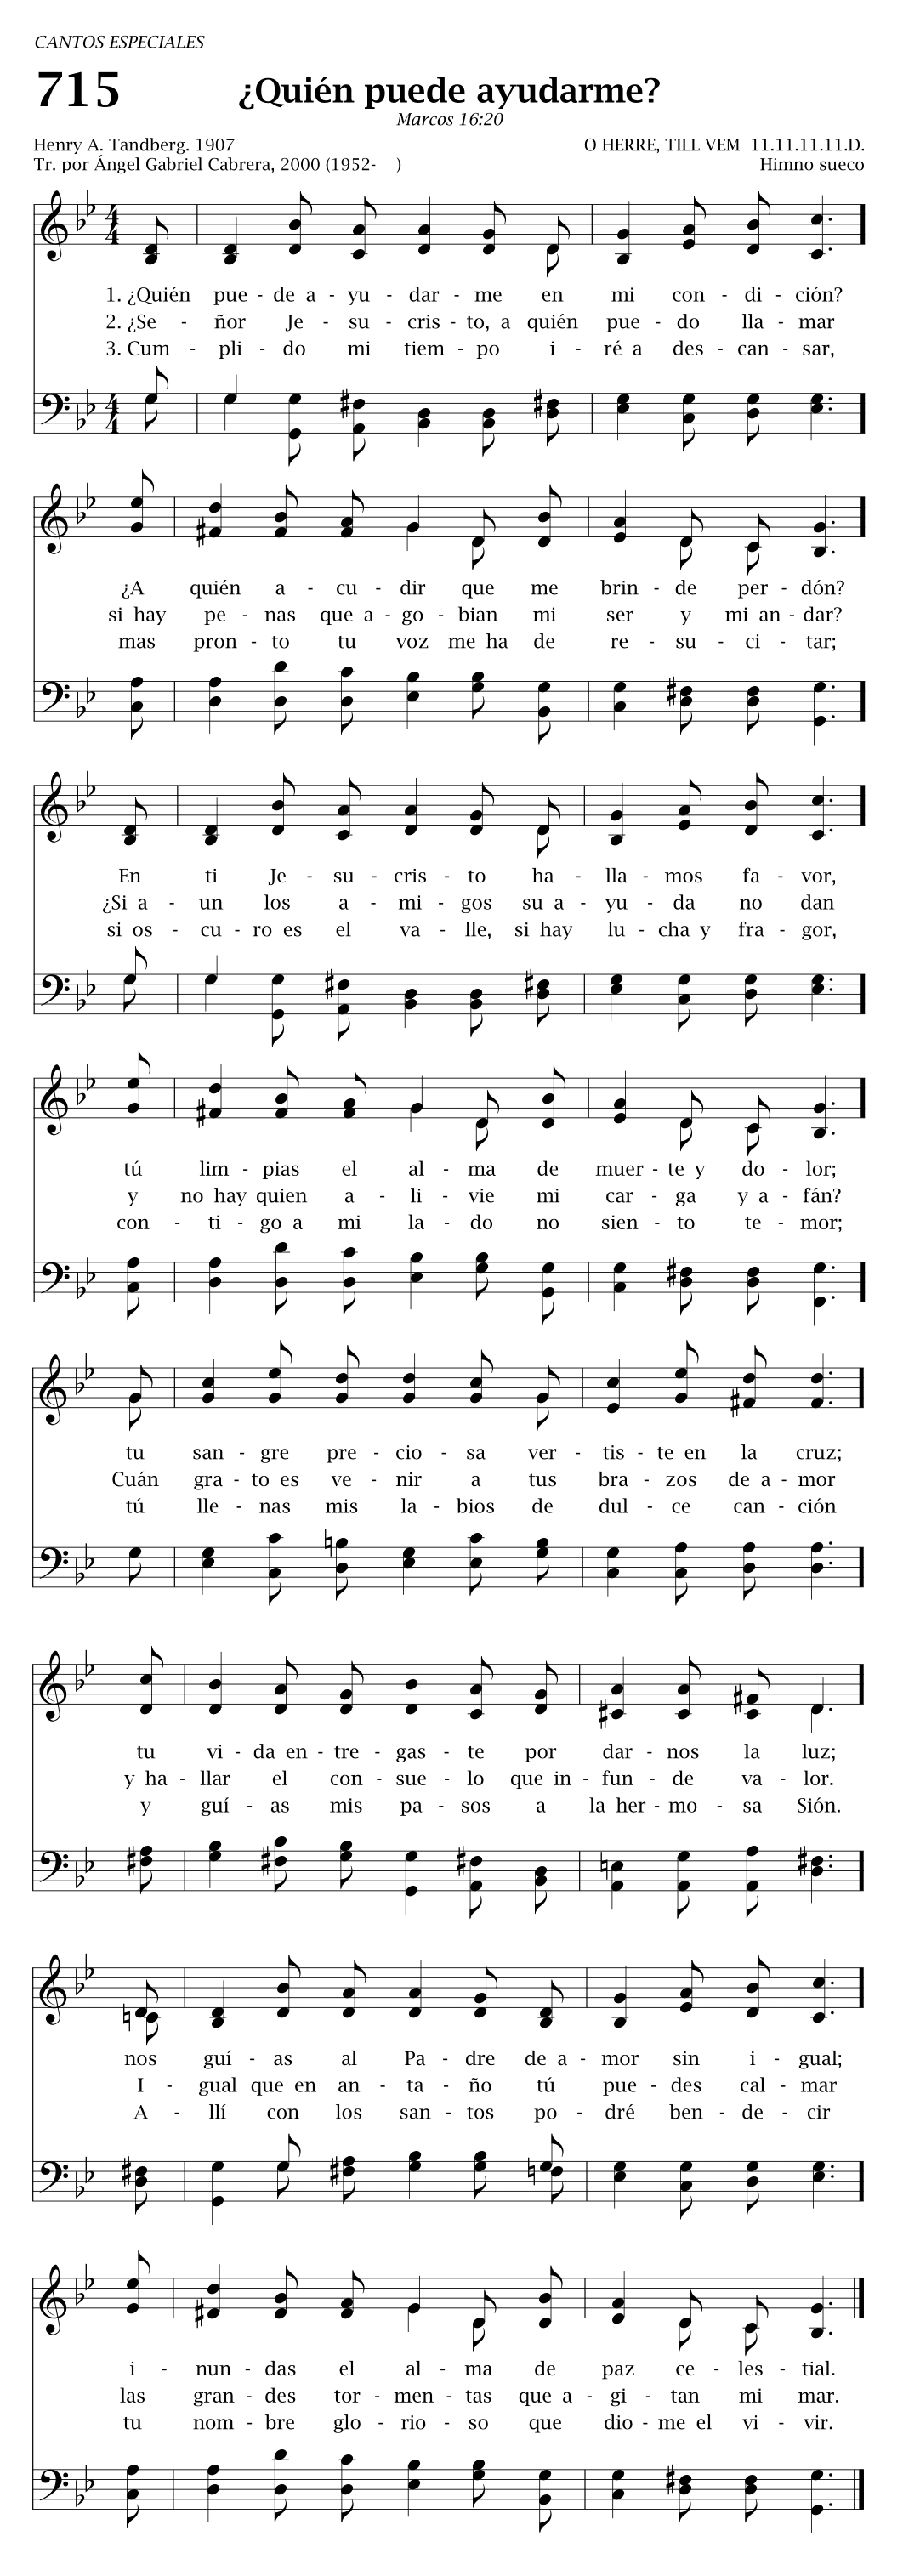 CANTOS ESPECIALES
715
¿Quién puede ayudarme?
Marcos 16:20
Henry A. Tandberg. 1907
O HERRE, TILL VEM 11.11.11.11.D.
Tr. por Ángel Gabriel Cabrera, 2000 (1952- )
Himno sueco
1. ¿Quién pue - de a - yu - dar - me en mi con - di - ción?
2. ¿Se - ñor Je - su - cris - to, a quién pue - do lla - mar
3. Cum - pli - do mi tiem - po i - ré a des - can - sar,
¿A quién a - cu - dir que me brin - de per - dón?
si hay pe - nas que a - go - bian mi ser y mi an - dar?
mas pron - to tu voz me ha de re - su - ci - tar;
En ti Je - su - cris - to ha - lla - mos fa - vor,
¿Si a - un los a - mi - gos su a - yu - da no dan
si os - cu - ro es el va - lle, si hay lu - cha y fra - gor,
tú lim - pias el al - ma de muer - te y do - lor;
y no hay quien a - li - vie mi car - ga y a - fán?
con - ti - go a mi la - do no sien - to te - mor;
tu san - gre pre - cio - sa ver - tis - te en la cruz;
Cuán gra - to es ve - nir a tus bra - zos de a - mor
tú lle - nas mis la - bios de dul - ce can - ción
tu vi - da en - tre - gas - te por dar - nos la luz;
y ha - llar el con - sue - lo que in - fun - de va - lor.
y guí - as mis pa - sos a la her - mo - sa Sión.
nos guí - as al Pa - dre de a - mor sin i - gual;
I - gual que en an - ta - ño tú pue - des cal - mar
A - llí con los san - tos po - dré ben - de - cir
i - nun - das el al - ma de paz ce - les - tial.
las gran - des tor - men - tas que a - gi - tan mi mar.
tu nom - bre glo - rio - so que dio - me el vi - vir.